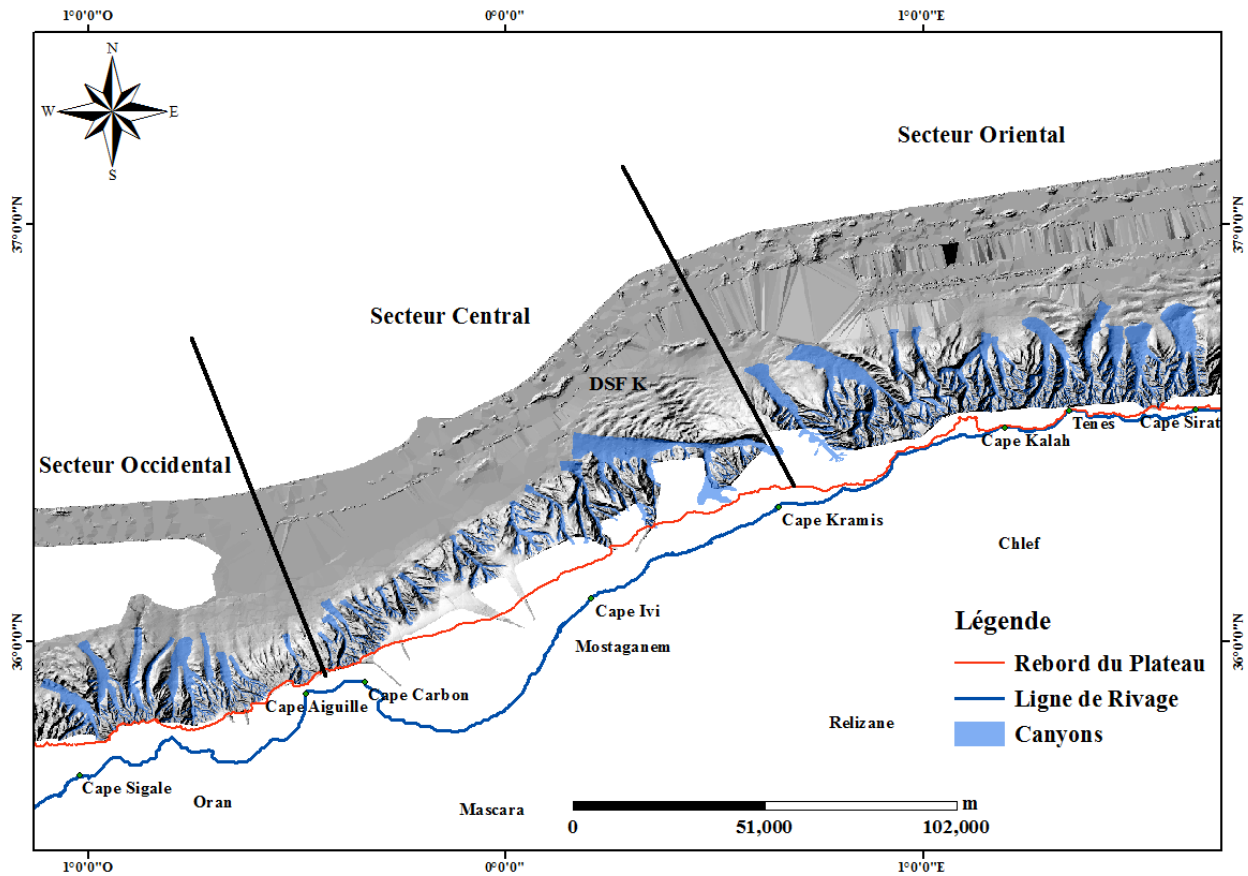 1°0'0"O 0°0'0" 1°0'0"E
N
W E
S
Secteur Oriental
37°0'0"N 37°0'0"N
Secteur Central
DSF K
Secteur Occidental
Cape Kalah
Tenes
Cape Sirat
Cape Kramis
Chlef
Cape Ivi
Mostaganem
Légende
36°0'0"N 36°0'0"N
Rebord du Plateau
Cape Carbon
Cape Aiguille
Ligne de Rivage
Relizane
Canyons
Cape Sigale
Oran
Mascara
m
0 51,000 102,000
1°0'0"O 0°0'0" 1°0'0"E